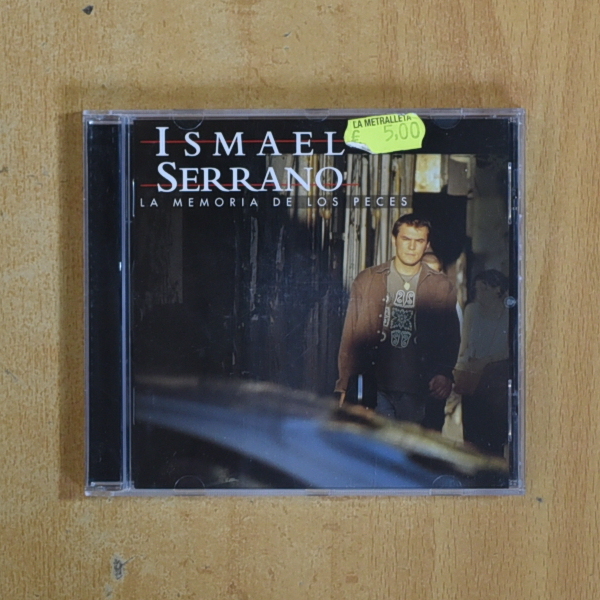 ISMAEL
SERRANO
LA MEMORIA DE LOS PECES
LA METRALLETA
€ 5,00